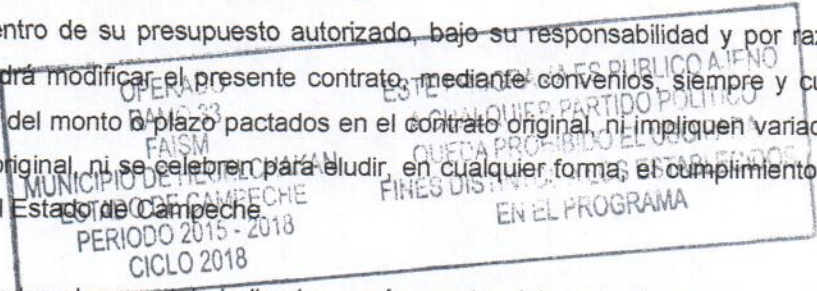 entro de su presupuesto autorizado, bajo su responsabilidad y por raz
drá modificar el presente contrato, mediante convenios, siempre y cu
del monto o plazo pactados en el contrato original, ni impliquen variac
original, ni se celebren para eludir, en cualquier forma, el cumplimiento
l Estado de Campeche.
OPERADO
RAMO 33
FAISM
MUNICIPIO DE
ESTADO DE CAMPECHE
PERIODO 2015 - 2018
CICLO 2018
ESTE PROGRAMA ES PUBLICO AJENO
A CUALQUIER PARTIDO POLITICO
QUEDA PROHIBIDO EL USO PARA
FINES DISTINTOS A LOS ESTABLECIDOS
EN EL PROGRAMA